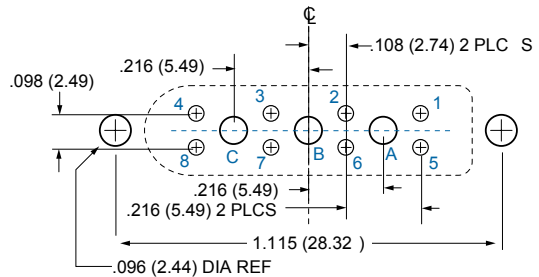 ℄
.108 (2.74) 2 PLC S
.216 (5.49)
.098 (2.49)
4 3 2 1
C B A
8 7 6 5
.216 (5.49)
.216 (5.49) 2 PLCS
1.115 (28.32 )
.096 (2.44) DIA REF